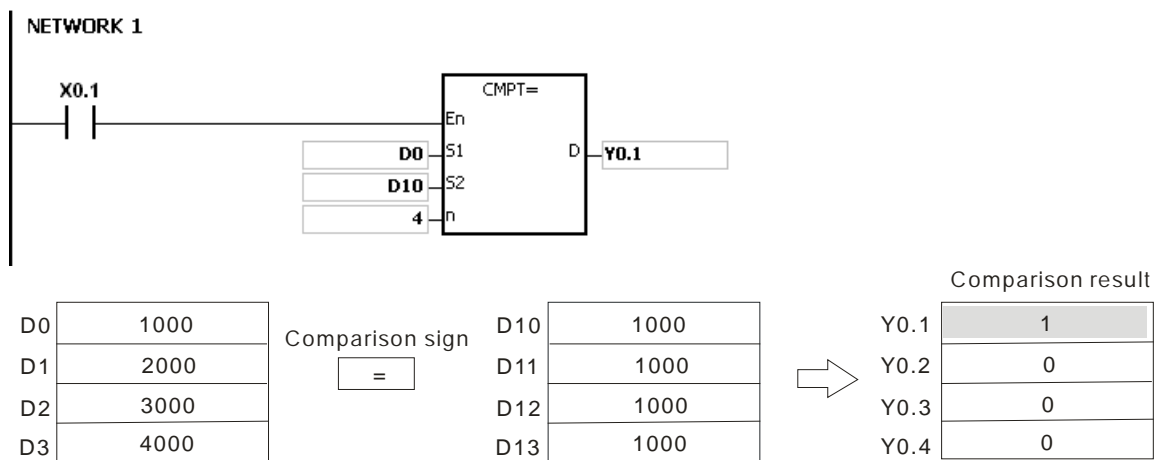 NETWORK 1
X0.1
CMPT=
En
D0 S1 D Y0.1
D10 S2
4 n
Comparison result
D0 1000 D10 1000 Y0.1 1
Comparison sign
D1 2000 = D11 1000 Y0.2 0
D2 3000 D12 1000 Y0.3 0
D3 4000 D13 1000 Y0.4 0